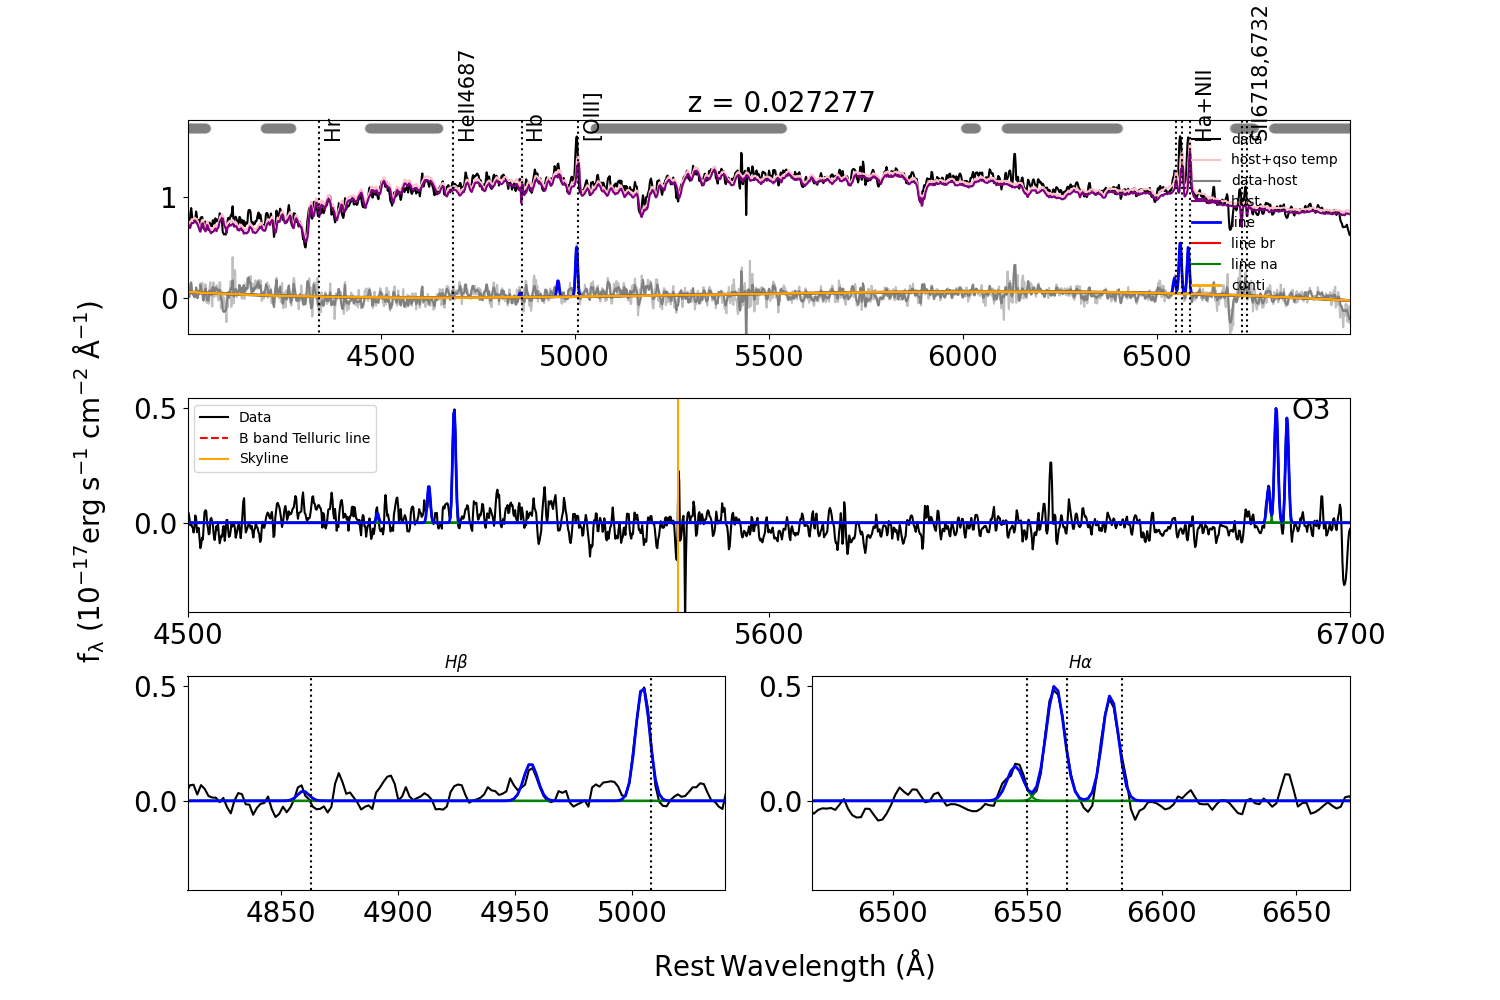 z = 0.027277
Hr
HeII4687
Hb
[OIII]
Ha+NII
SII6718,6732
data
host+qso temp
data-host
host
line
line br
line na
conti
1
0
4500 5000 5500 6000 6500
fλ (10⁻¹⁷erg s⁻¹ cm⁻² Å⁻¹)
Data
B band Telluric line
Skyline
O3
0.5
0.0
4500 5600 6700
Hβ
0.5
0.0
4850 4900 4950 5000
Hα
0.5
0.0
6500 6550 6600 6650
Rest Wavelength (Å)